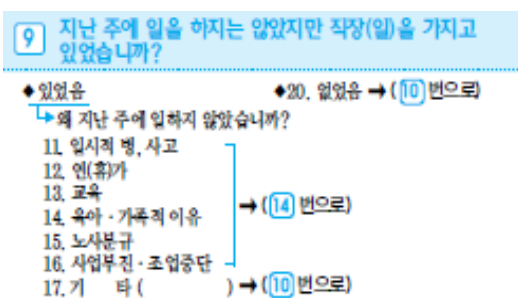 9 지난 주에 일을 하지는 않았지만 직장(일)을 가지고
있었습니까?
◆있었음 ◆20. 없었음 → (10 번으로)
왜 지난 주에 일하지 않았습니까?
11. 일시적 병, 사고
12. 연(휴)가
13. 교육
14. 육아·가족적 이유 → (14 번으로)
15. 노사분규
16. 사업부진·조업중단
17. 기 타 ( ) → (10 번으로)